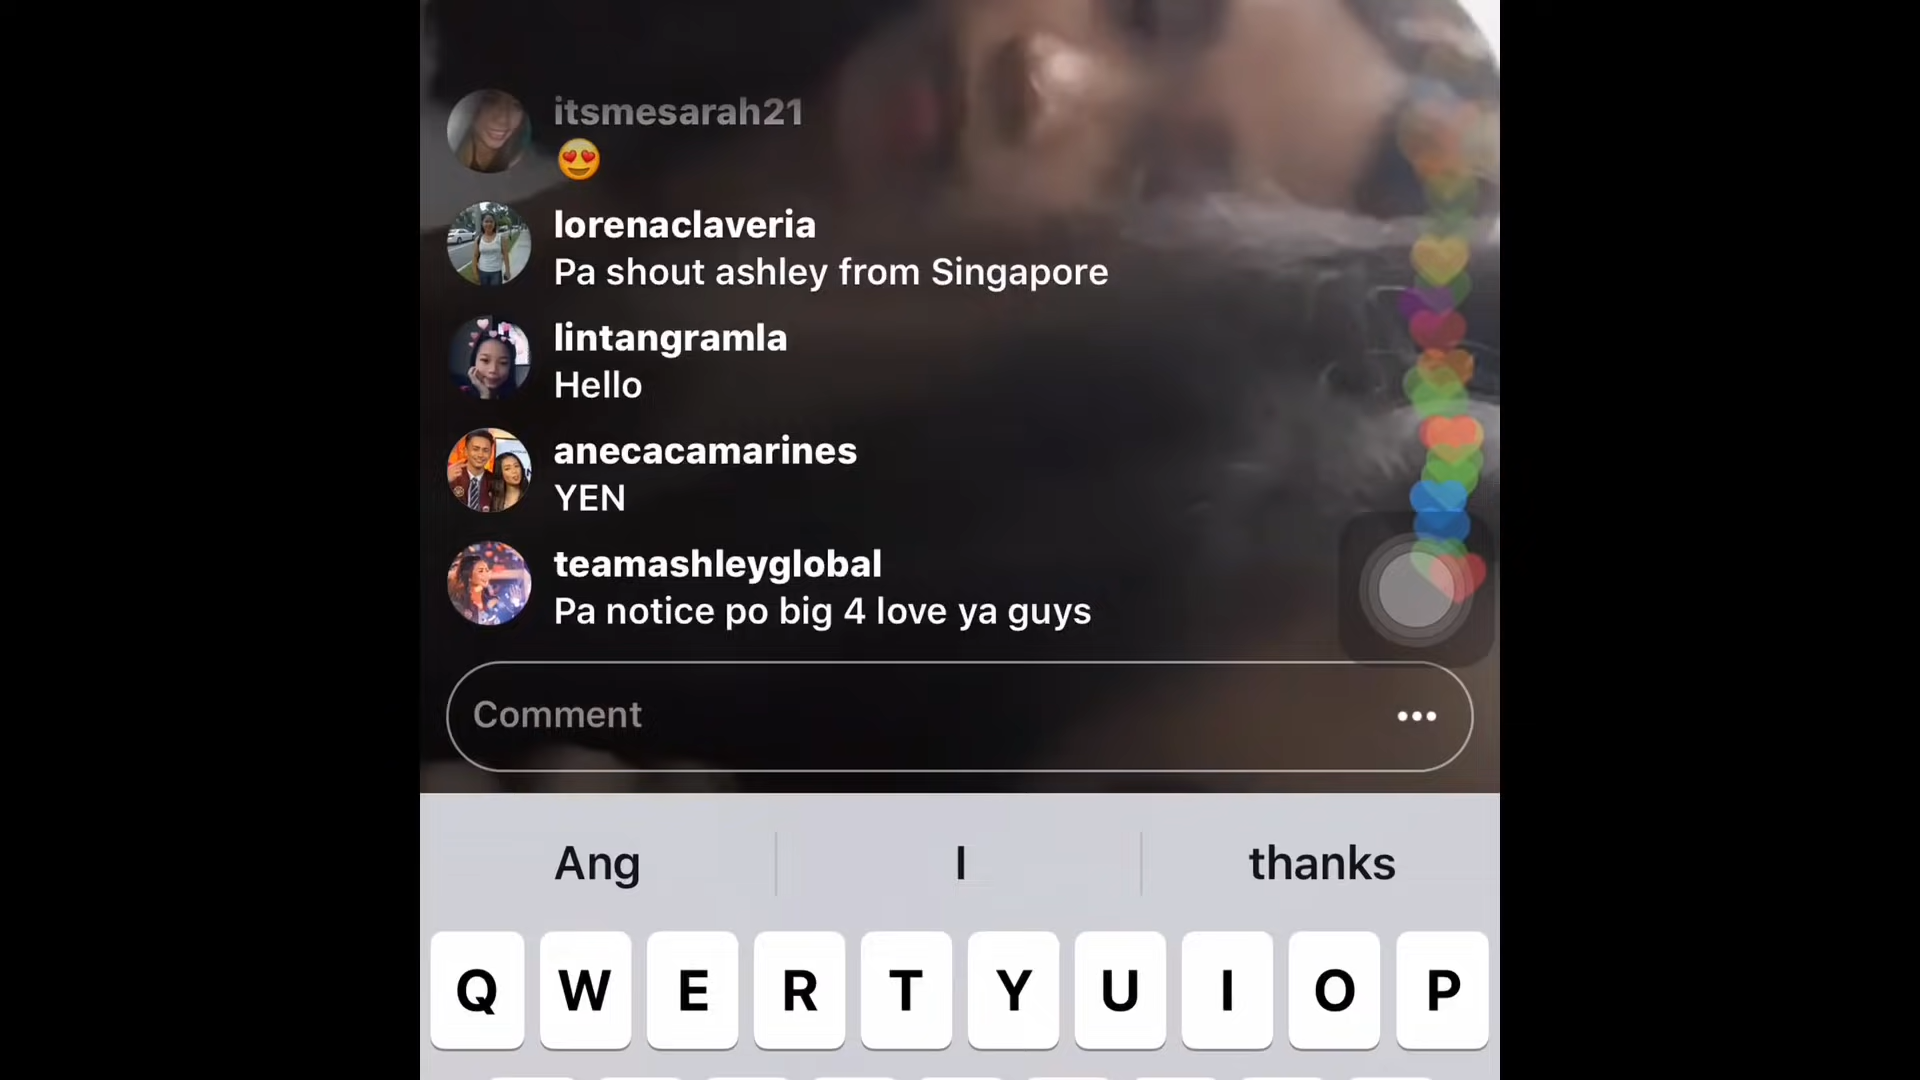 itsmesarah21
😍
lorenaclaveria
Pa shout ashley from Singapore
lintangramla
Hello
anecacamarines
YEN
teamashleyglobal
Pa notice po big 4 love ya guys
Comment
Ang I thanks
Q W E R T Y U I O P